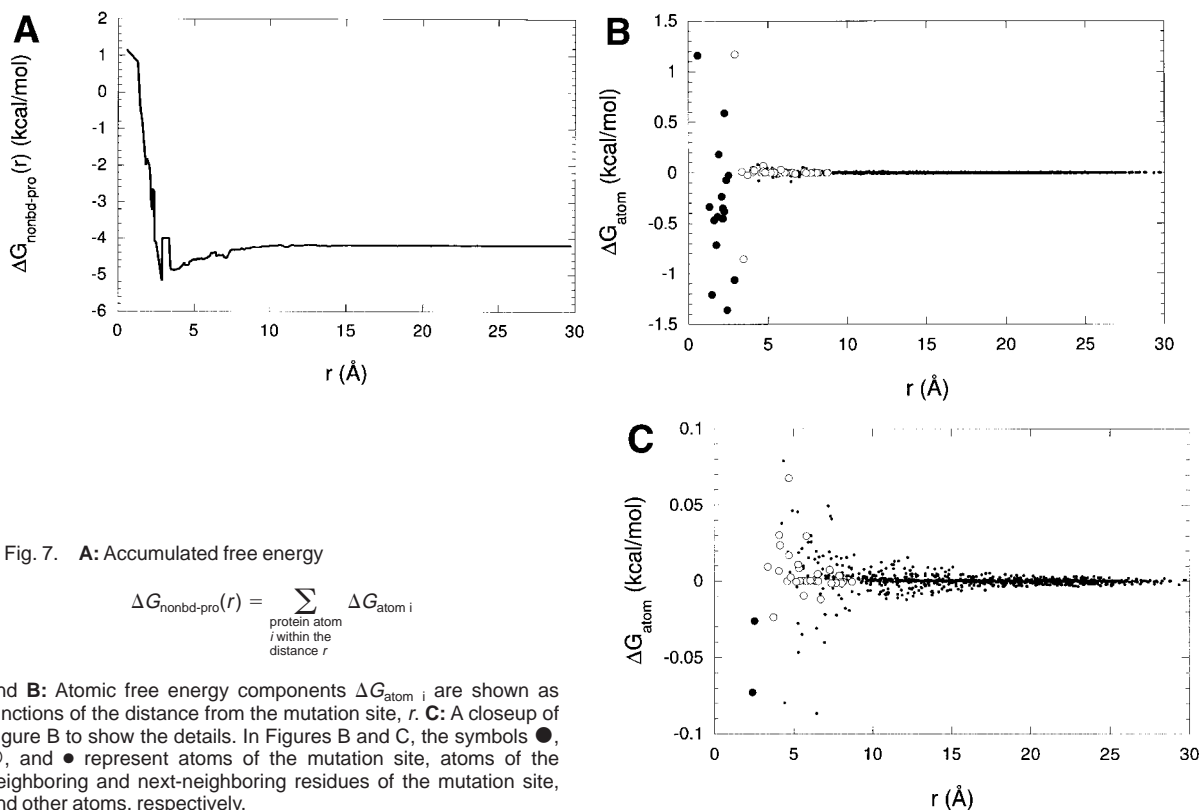 A
2
1
0
-1
-2
-3
-4
-5
-6
ΔG_nonbd-pro(r) (kcal/mol)
0 5 10 15 20 25 30
r (Å)
B
1.5
1
0.5
0
-0.5
-1
-1.5
ΔG_atom (kcal/mol)
0 5 10 15 20 25 30
r (Å)
C
0.1
0.05
0
-0.05
-0.1
ΔG_atom (kcal/mol)
0 5 10 15 20 25 30
r (Å)
Fig. 7. A: Accumulated free energy
ΔG_nonbd-pro(r) = ∑ ΔG_atom i
protein atom
i within the
distance r
nd B: Atomic free energy components ΔG_atom i are shown as
unctions of the distance from the mutation site, r. C: A closeup of
igure B to show the details. In Figures B and C, the symbols ●,
○, and • represent atoms of the mutation site, atoms of the
eighboring and next-neighboring residues of the mutation site,
nd other atoms, respectively.